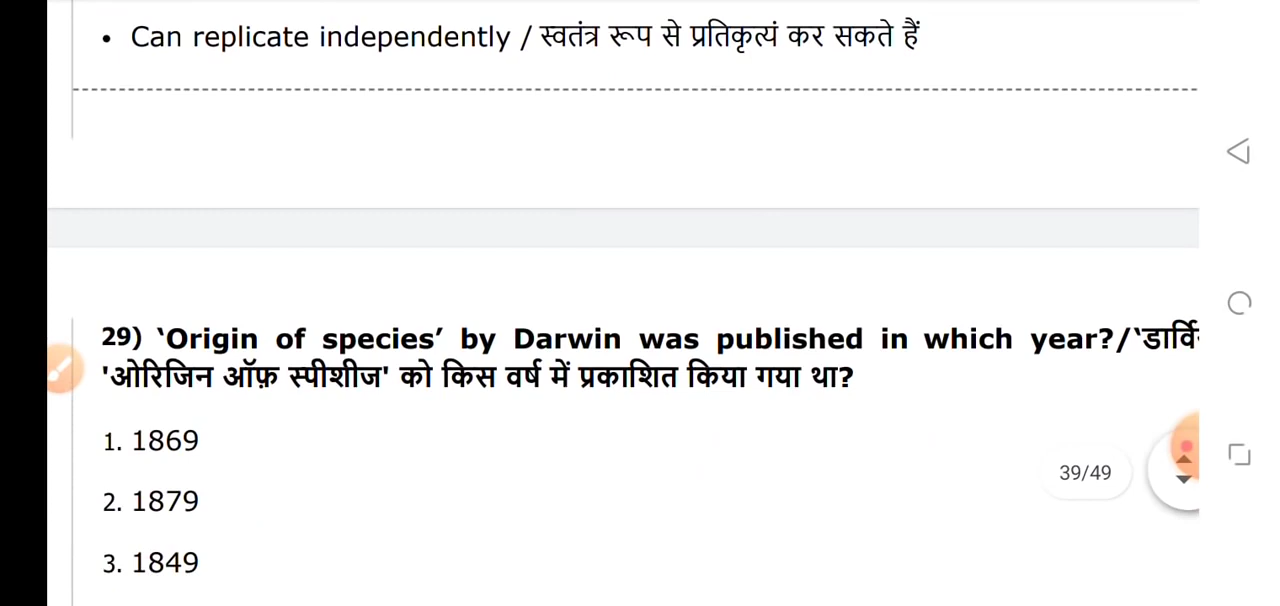 • Can replicate independently / स्वतंत्र रूप से प्रतिकृत्यं कर सकते हैं
29) ‘Origin of species’ by Darwin was published in which year?/‘
'ओरिजिन ऑफ़ स्पीशीज' को किस वर्ष में प्रकाशित किया गया था?
1. 1869
39/49
2. 1879
3. 1849